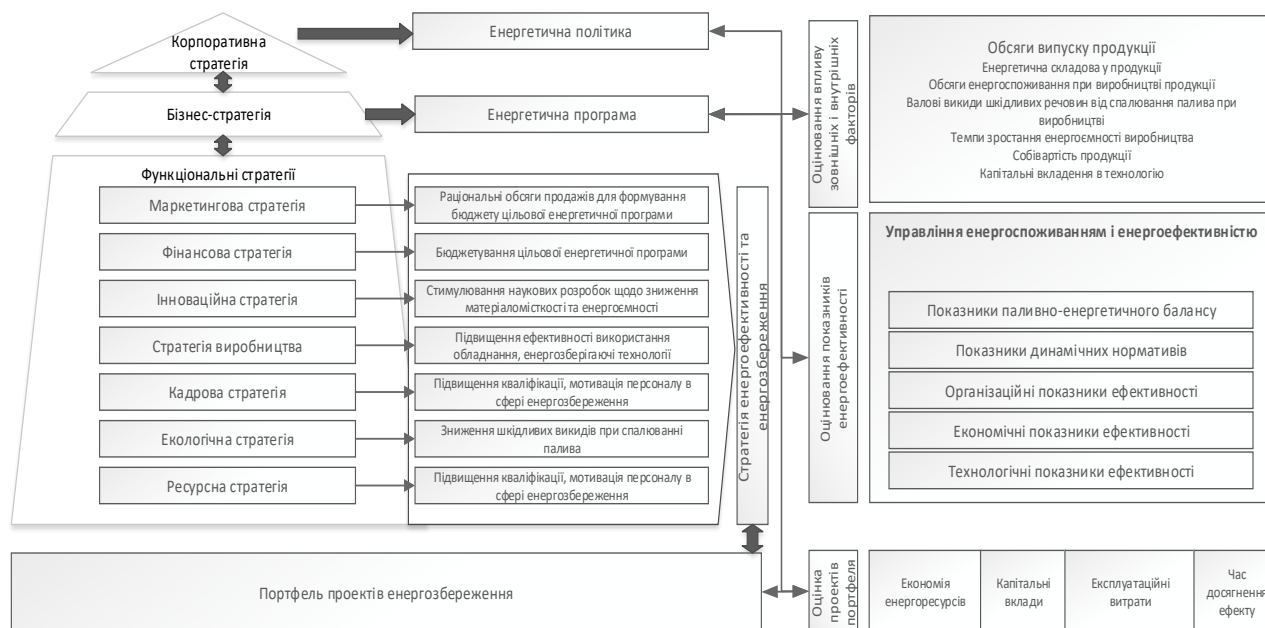 Корпоративна
стратегія
Бізнес-стратегія
Функціональні стратегії
Маркетингова стратегія
Фінансова стратегія
Інноваційна стратегія
Стратегія виробництва
Кадрова стратегія
Екологічна стратегія
Ресурсна стратегія
Енергетична політика
Енергетична програма
Раціональні обсяги продажів для формування
бюджету цільової енергетичної програми
Бюджетування цільової енергетичної програми
Стимулювання наукових розробок щодо зниження
матеріаломісткості та енергоємності
Підвищення ефективності використання
обладнання, енергозберігаючі технології
Підвищення кваліфікації, мотивація персоналу в
сфері енергозбереження
Зниження шкідливих викидів при спалюванні
палива
Підвищення кваліфікації, мотивація персоналу в
сфері енергозбереження
Стратегія енергоефективності та
енергозбереження
Портфель проектів енергозбереження
Оцінювання впливу
зовнішніх і внутрішніх
факторів
Обсяги випуску продукції
Енергетична складова у продукції
Обсяги енергоспоживання при виробництві продукції
Валові викиди шкідливих речовин від спалювання палива при
виробництві
Темпи зростання енергоємності виробництва
Собівартість продукції
Капітальні вкладення в технологію
Оцінювання показників
енергоефективності
Управління енергоспоживанням і енергоефективністю
Показники паливно-енергетичного балансу
Показники динамічних нормативів
Організаційні показники ефективності
Економічні показники ефективності
Технологічні показники ефективності
Оцінка
проектів
портфеля
Економія
енергоресурсів
Капітальні
вклади
Експлуатаційні
витрати
Час
досягнення
ефекту